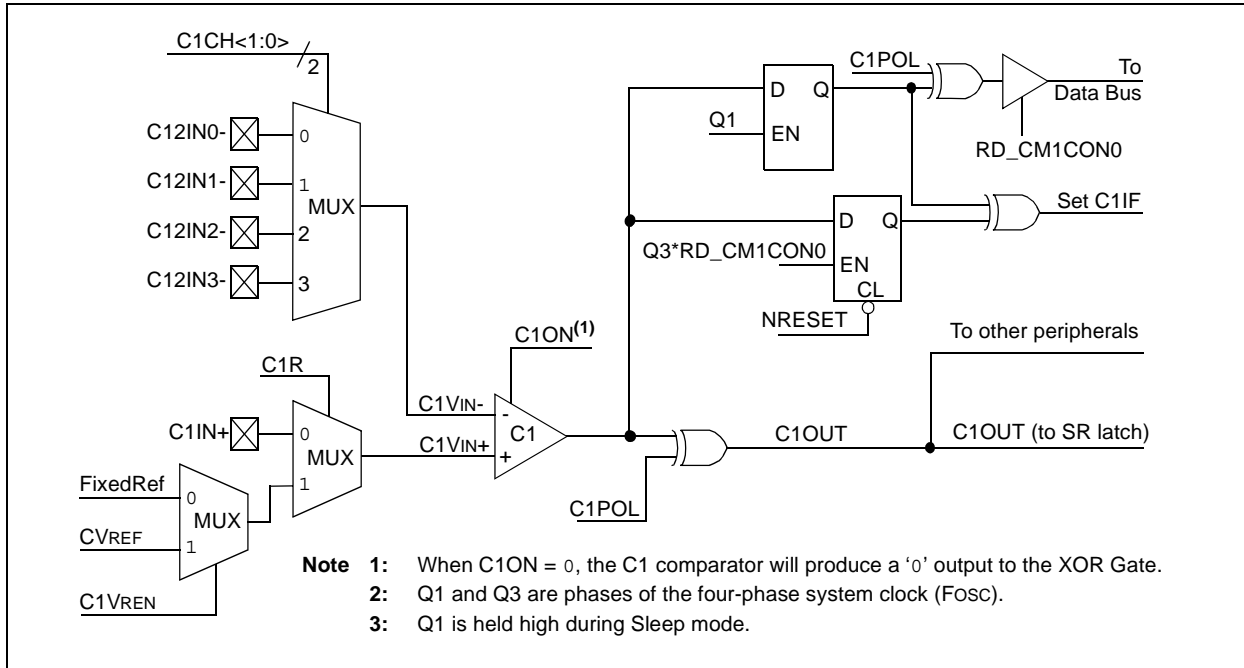 C1CH<1:0>
2
C12IN0-
0
C12IN1-
1
C12IN2-
2
C12IN3-
3
MUX
C1R
C1IN+
0
1
MUX
FixedRef
0
CVREF
1
MUX
C1VREN
C1VIN-
C1VIN+
-
+
C1
C1ON(1)
D
Q
Q1
EN
C1POL
To
Data Bus
RD_CM1CON0
D
Q
Q3*RD_CM1CON0
EN
CL
NRESET
Set C1IF
To other peripherals
C1OUT
C1OUT (to SR latch)
C1POL
Note 1: When C1ON = 0, the C1 comparator will produce a ‘0’ output to the XOR Gate.
2: Q1 and Q3 are phases of the four-phase system clock (FOSC).
3: Q1 is held high during Sleep mode.